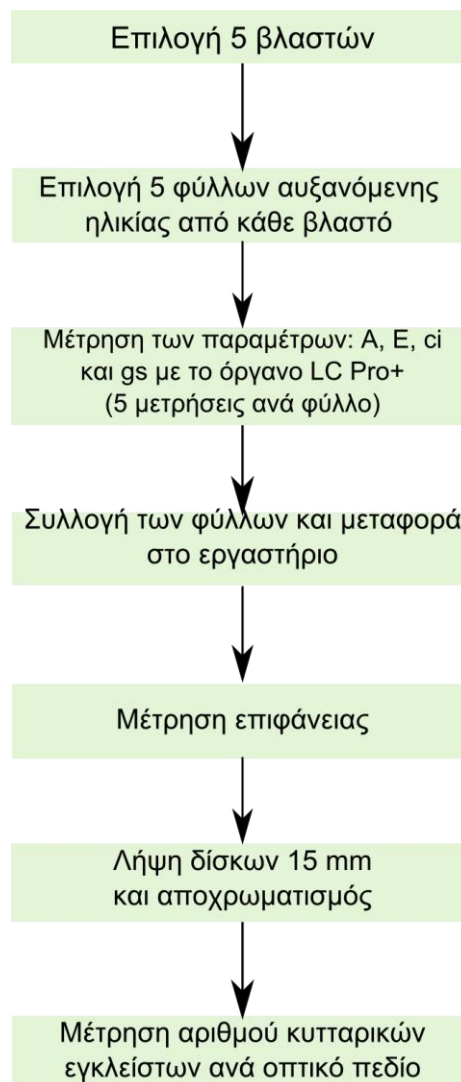 Επιλογή 5 βλαστών
Επιλογή 5 φύλλων αυξανόμενης
ηλικίας από κάθε βλαστό
Μέτρηση των παραμέτρων: Α, Ε, ci
και gs με το όργανο LC Pro+
(5 μετρήσεις ανά φύλλο)
Συλλογή των φύλλων και μεταφορά
στο εργαστήριο
Μέτρηση επιφάνειας
Λήψη δίσκων 15 mm
και αποχρωματισμός
Μέτρηση αριθμού κυτταρικών
εγκλείστων ανά οπτικό πεδίο